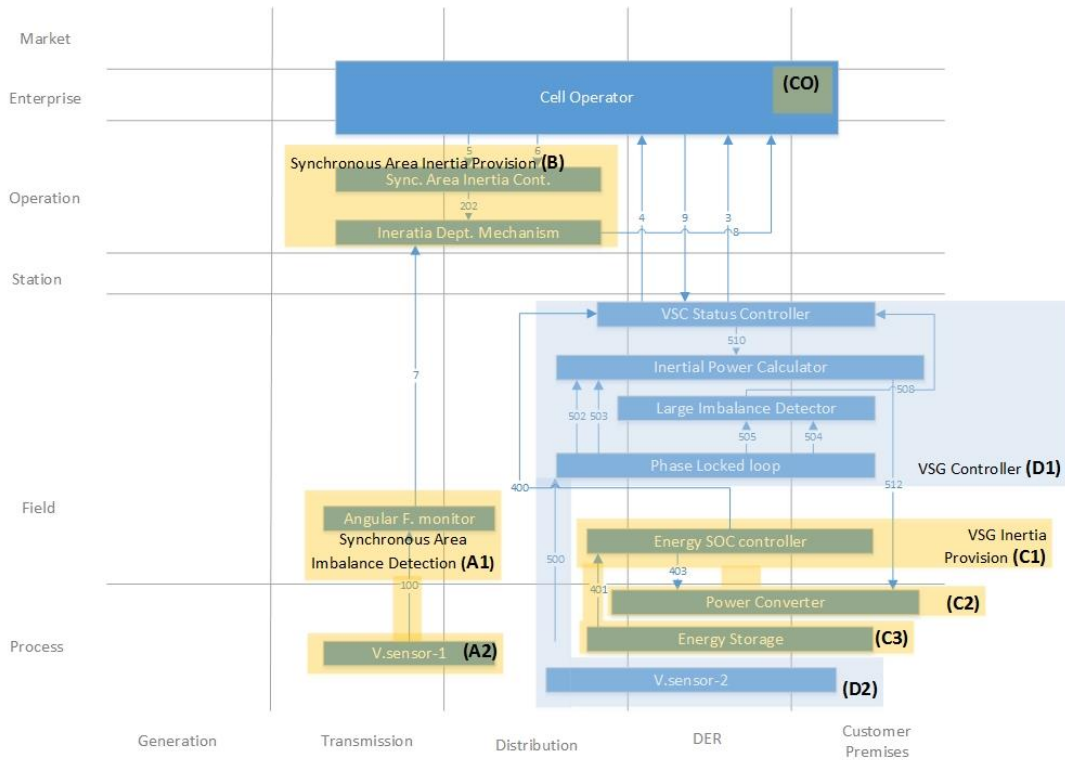 Market
Enterprise
Cell Operator
(CO)
5
6
Synchronous Area Inertia Provision (B)
Sync. Area Inertia Cont.
Operation
202
4
9
3
8
Ineratia Dept. Mechanism
Station
VSC Status Controller
510
7
Inertial Power Calculator
508
502
503
Large Imbalance Detector
505
504
Phase Locked loop
VSG Controller (D1)
400
512
Field
Angular F. monitor
Synchronous Area
Imbalance Detection (A1)
Energy SOC controller
VSG Inertia
Provision (C1)
500
403
100
401
Power Converter
(C2)
Process
V.sensor-1
(A2)
Energy Storage
(C3)
V.sensor-2
(D2)
Generation
Transmission
Distribution
DER
Customer
Premises